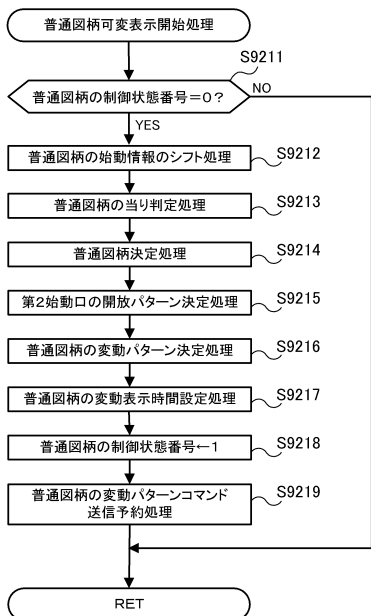 普通図柄可変表示開始処理
S9211
普通図柄の制御状態番号=0?
NO
YES
普通図柄の始動情報のシフト処理
S9212
普通図柄の当り判定処理
S9213
普通図柄決定処理
S9214
第2始動口の開放パターン決定処理
S9215
普通図柄の変動パターン決定処理
S9216
普通図柄の変動表示時間設定処理
S9217
普通図柄の制御状態番号←1
S9218
普通図柄の変動パターンコマンド
送信予約処理
S9219
RET